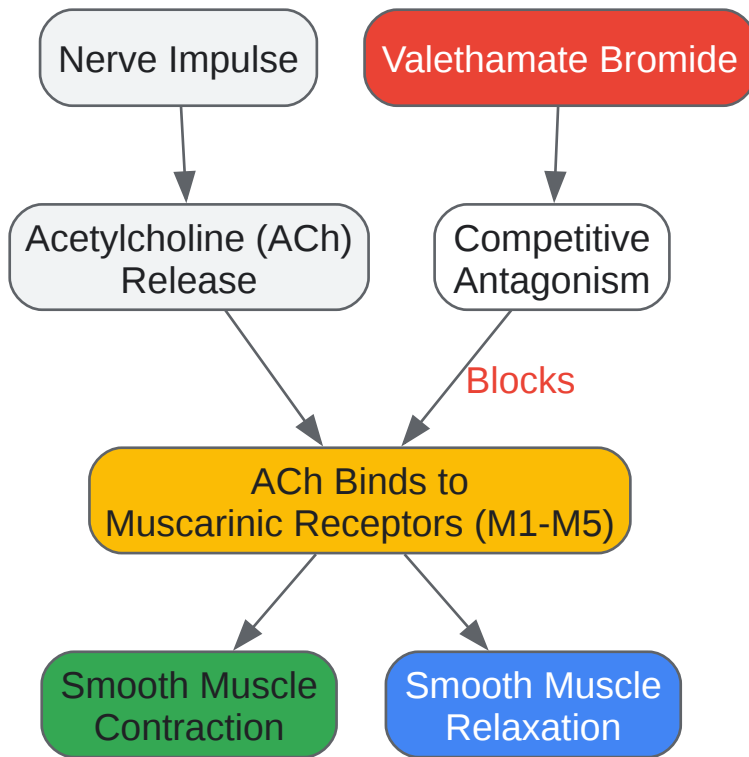 Nerve Impulse
Valethamate Bromide
Acetylcholine (ACh)
Release
Competitive
Antagonism
Blocks
ACh Binds to
Muscarinic Receptors (M1-M5)
Smooth Muscle
Contraction
Smooth Muscle
Relaxation